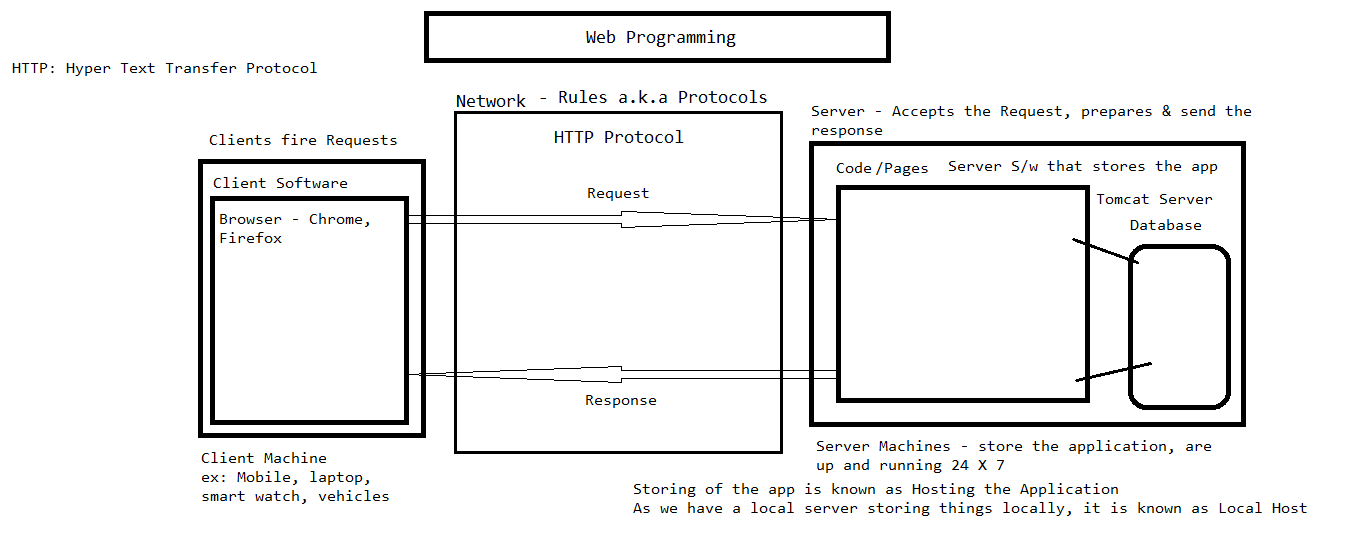 Web Programming
HTTP: Hyper Text Transfer Protocol
Network - Rules a.k.a Protocols
Server - Accepts the Request, prepares & send the
response
Clients fire Requests
HTTP Protocol
Code/Pages
Server S/w that stores the app
Client Software
Request
Tomcat Server
Browser - Chrome,
Firefox
Database
Response
Server Machines - store the application, are
up and running 24 X 7
Client Machine
ex: Mobile, laptop,
smart watch, vehicles
Storing of the app is known as Hosting the Application
As we have a local server storing things locally, it is known as Local Host